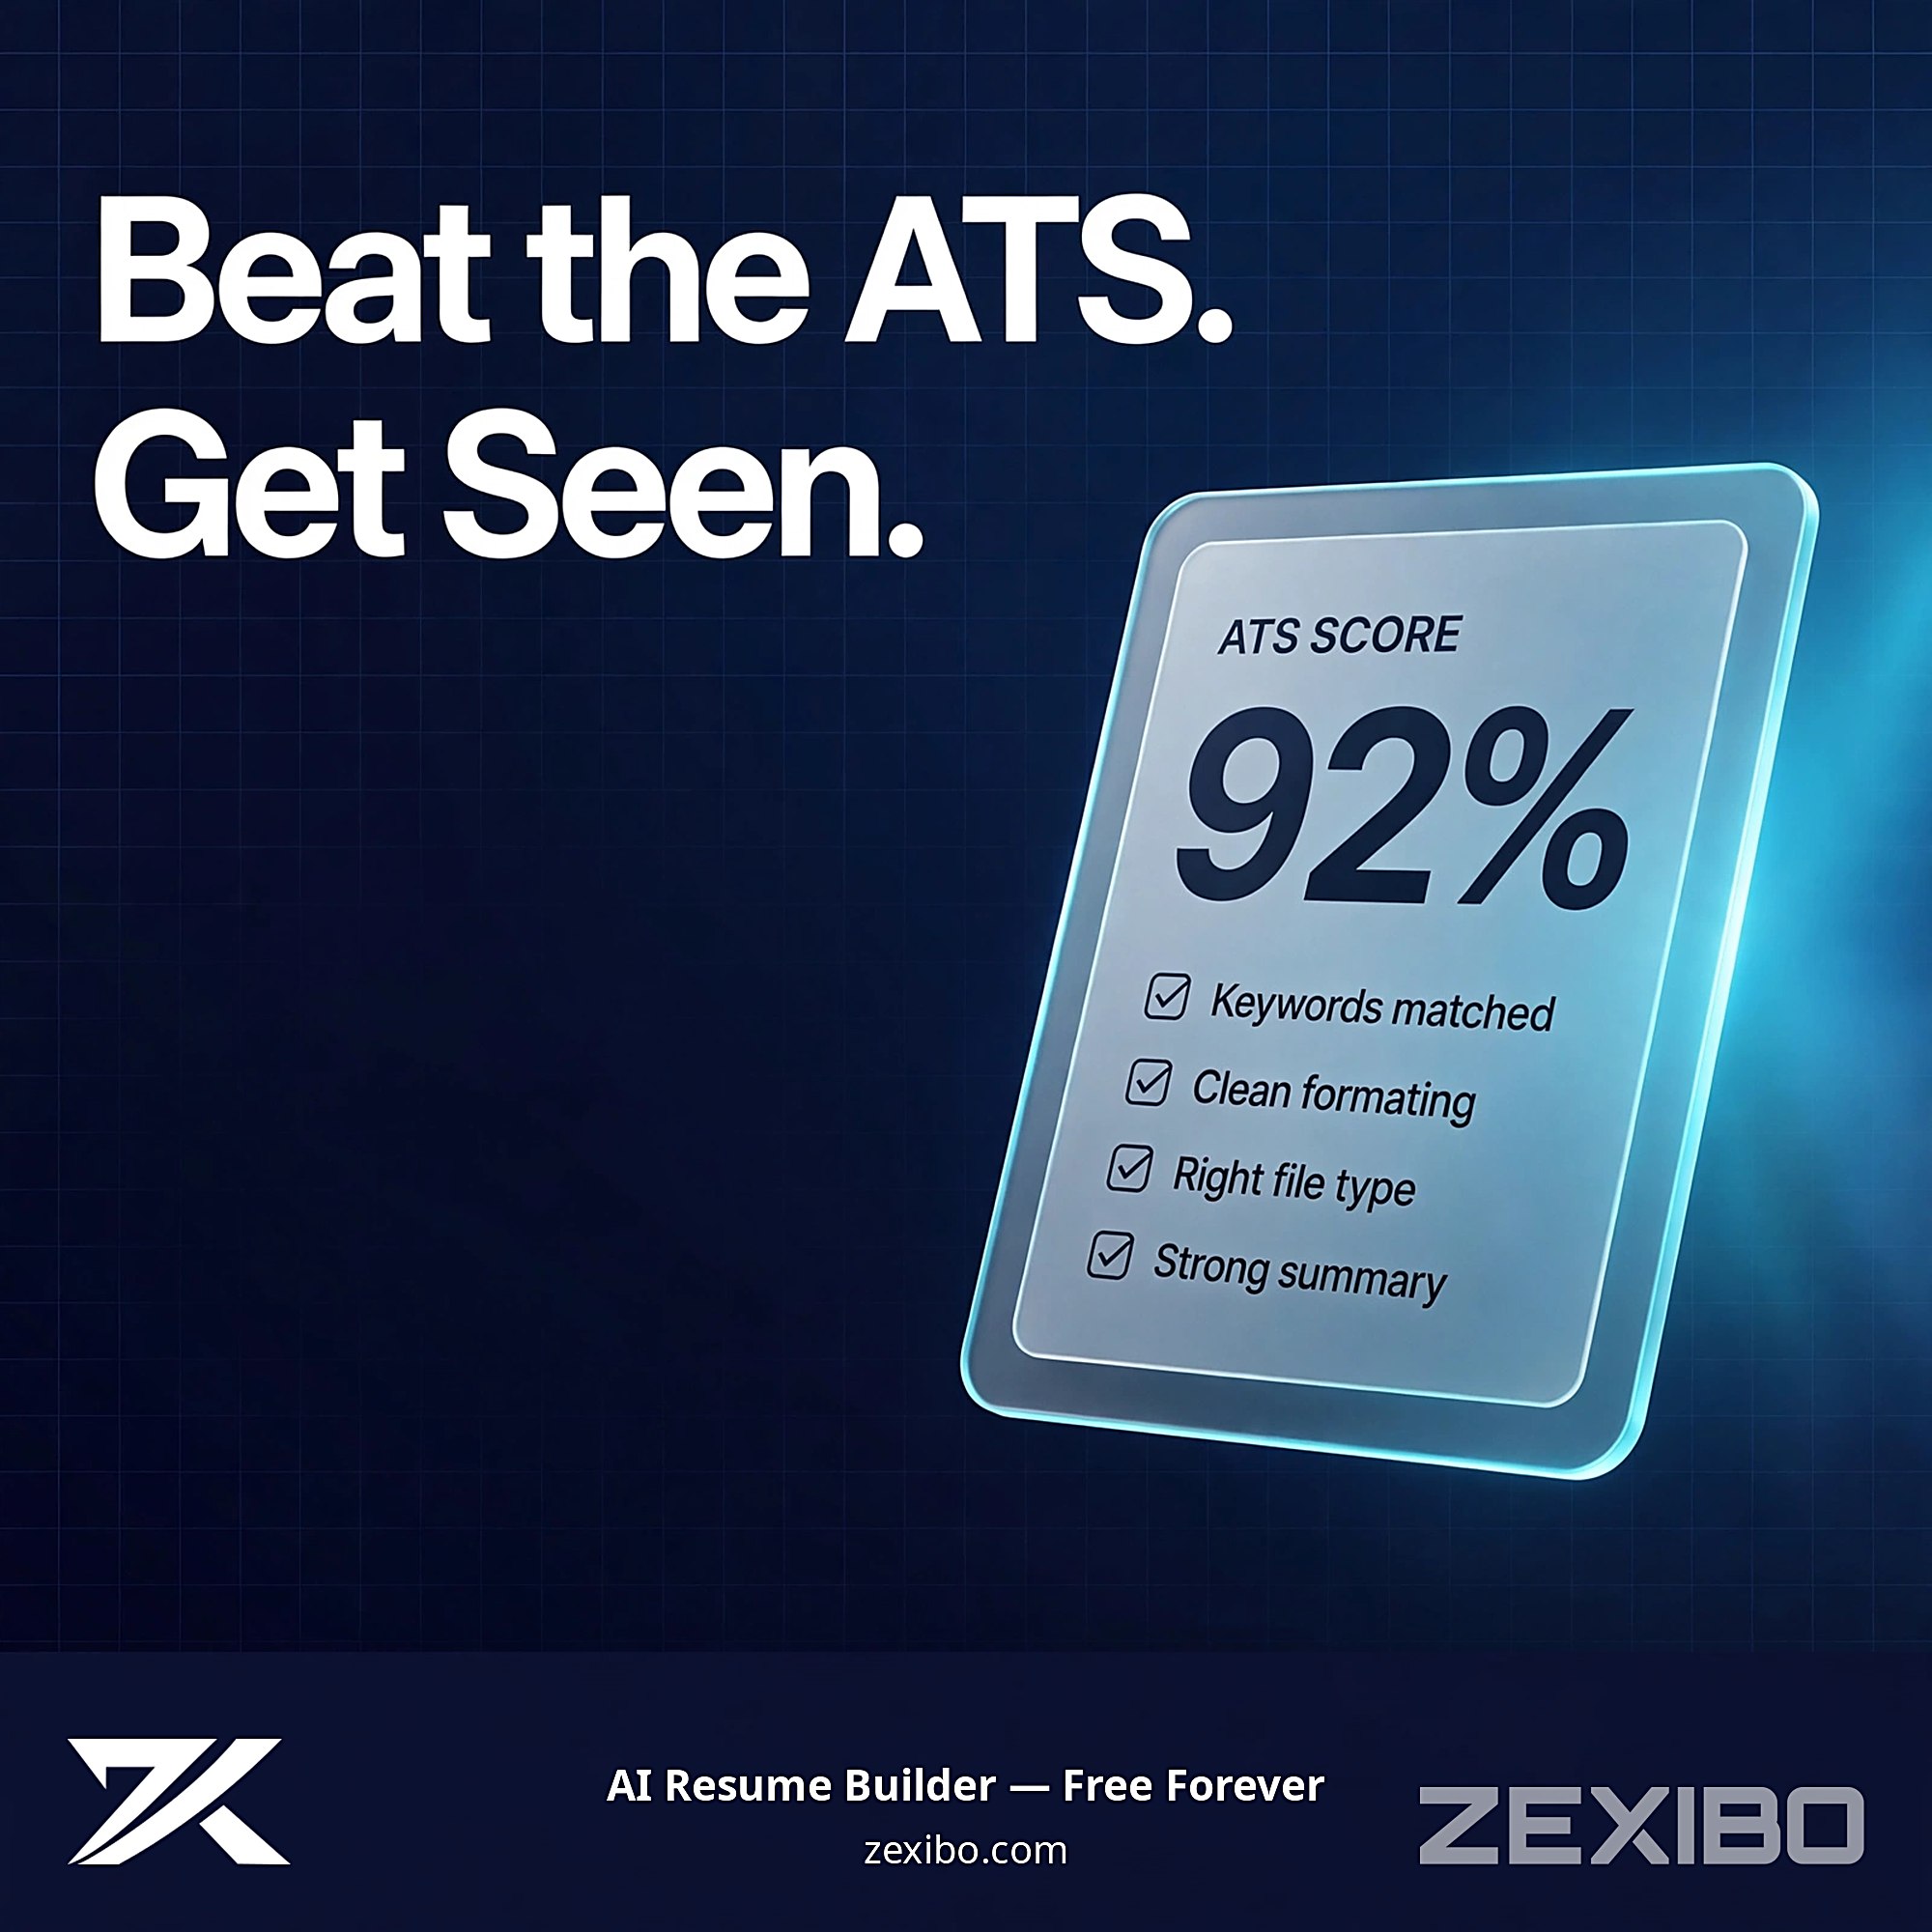 Beat the ATS.
Get Seen.
ATS SCORE
92%
Keywords matched
Clean formating
Right file type
Strong summary
AI Resume Builder — Free Forever
zexibo.com
ZEXIBO